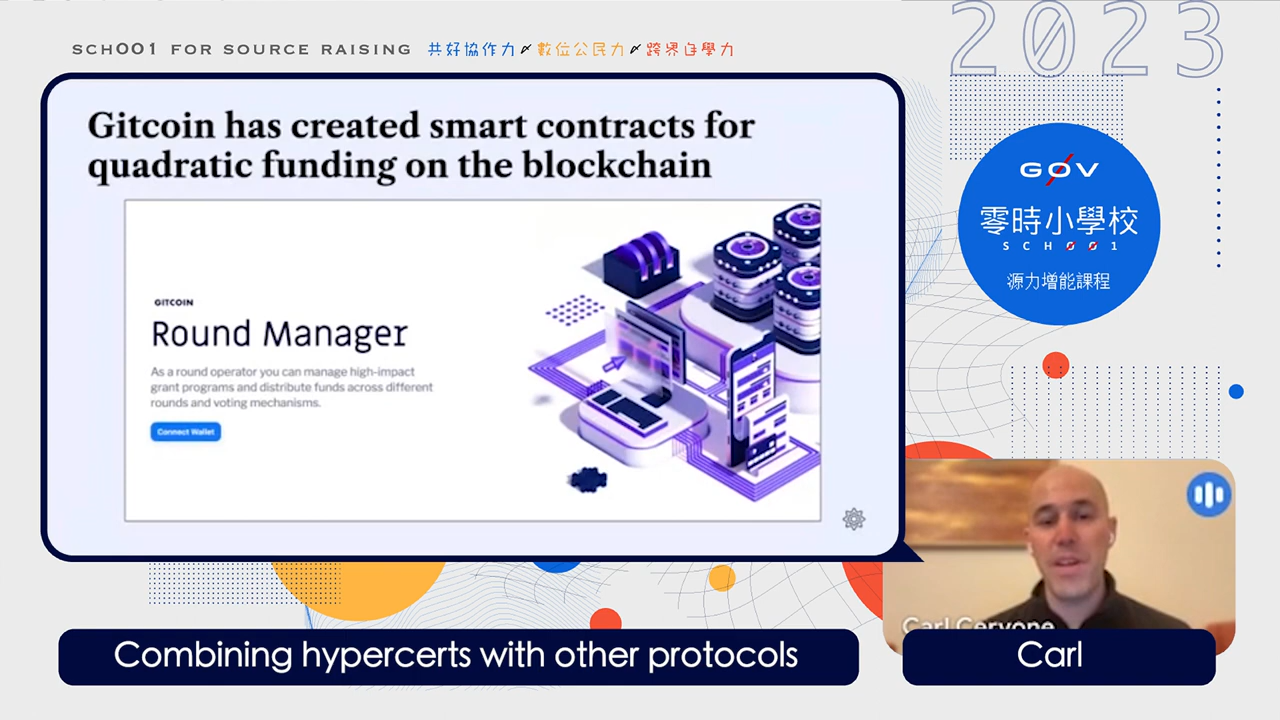 SCH001 FOR SOURCE RAISING 共好協作力 數位公民力 跨界自學力
2023
Gitcoin has created smart contracts for
quadratic funding on the blockchain
GITCOIN
Round Manager
As a round operator you can manage high-impact
grant programs and distribute funds across different
rounds and voting mechanisms.
Connect Wallet
G0V
零時小學校
SCH001
源力增能課程
Carl Cervone
Combining hypercerts with other protocols
Carl